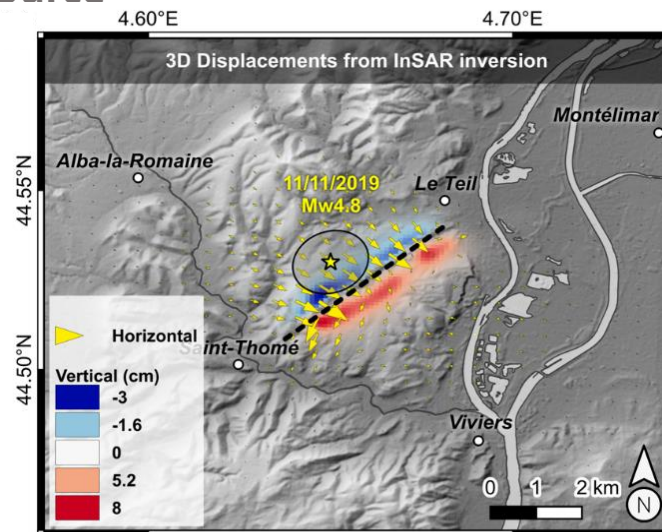 4.60°E
4.70°E
3D Displacements from InSAR inversion
Montélimar
Alba-la-Romaine
44.55°N
11/11/2019
Mw4.8
Le Teil
Horizontal
Saint-Thomé
44.50°N
Vertical (cm)
-3
-1.6
0
5.2
8
Viviers
0 1 2 km
N